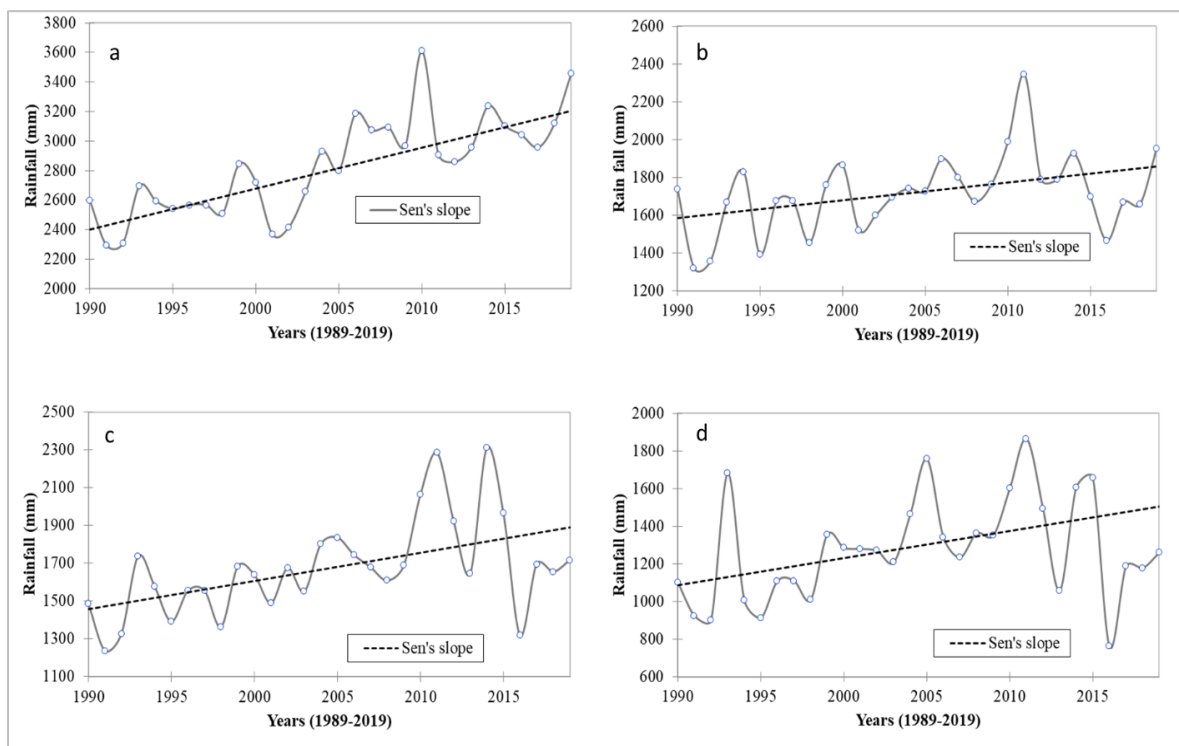 a
3800
3600
3400
3200
3000
2800
2600
2400
2200
2000
Rainfall (mm)
Sen's slope
1990 1995 2000 2005 2010 2015
Years (1989-2019)
b
2600
2400
2200
2000
1800
1600
1400
1200
Rain fall (mm)
Sen's slope
1990 1995 2000 2005 2010 2015
Years (1989-2019)
c
2500
2300
2100
1900
1700
1500
1300
1100
Rainfall (mm)
Sen's slope
1990 1995 2000 2005 2010 2015
Years (1989-2019)
d
2000
1800
1600
1400
1200
1000
800
600
Rainfall (mm)
Sen's slope
1990 1995 2000 2005 2010 2015
Years (1989-2019)